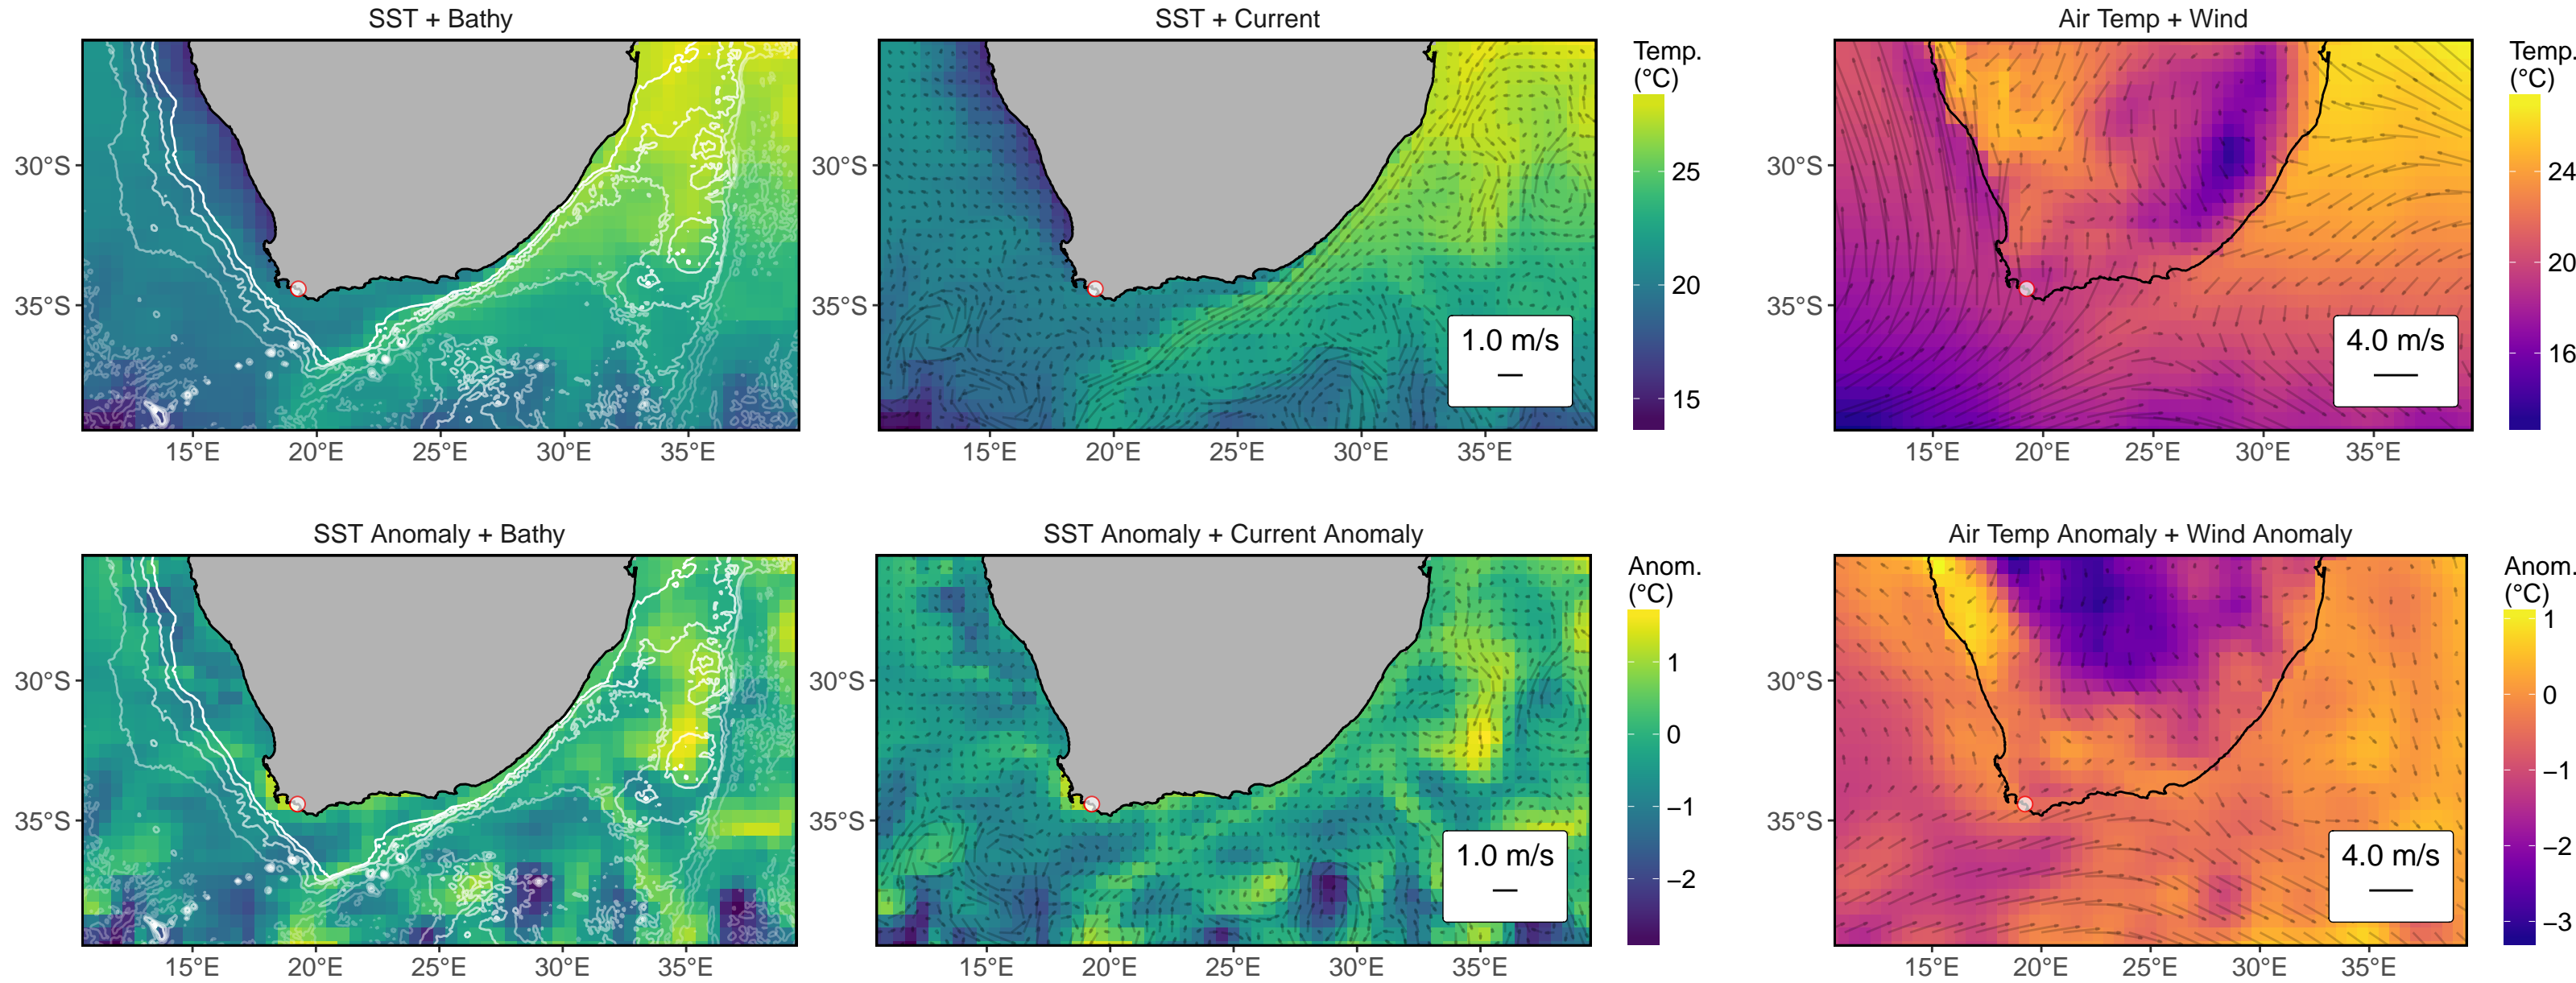 SST + Bathy
SST + Current
Air Temp + Wind
30°S
35°S
15°E 20°E 25°E 30°E 35°E
30°S
35°S
1.0 m/s
15°E 20°E 25°E 30°E 35°E
Temp.
(°C)
25
20
15
30°S
35°S
4.0 m/s
15°E 20°E 25°E 30°E 35°E
Temp.
(°C)
24
20
16
SST Anomaly + Bathy
SST Anomaly + Current Anomaly
Air Temp Anomaly + Wind Anomaly
30°S
35°S
15°E 20°E 25°E 30°E 35°E
30°S
35°S
1.0 m/s
15°E 20°E 25°E 30°E 35°E
Anom.
(°C)
1
0
−1
−2
30°S
35°S
4.0 m/s
15°E 20°E 25°E 30°E 35°E
Anom.
(°C)
1
0
−1
−2
−3